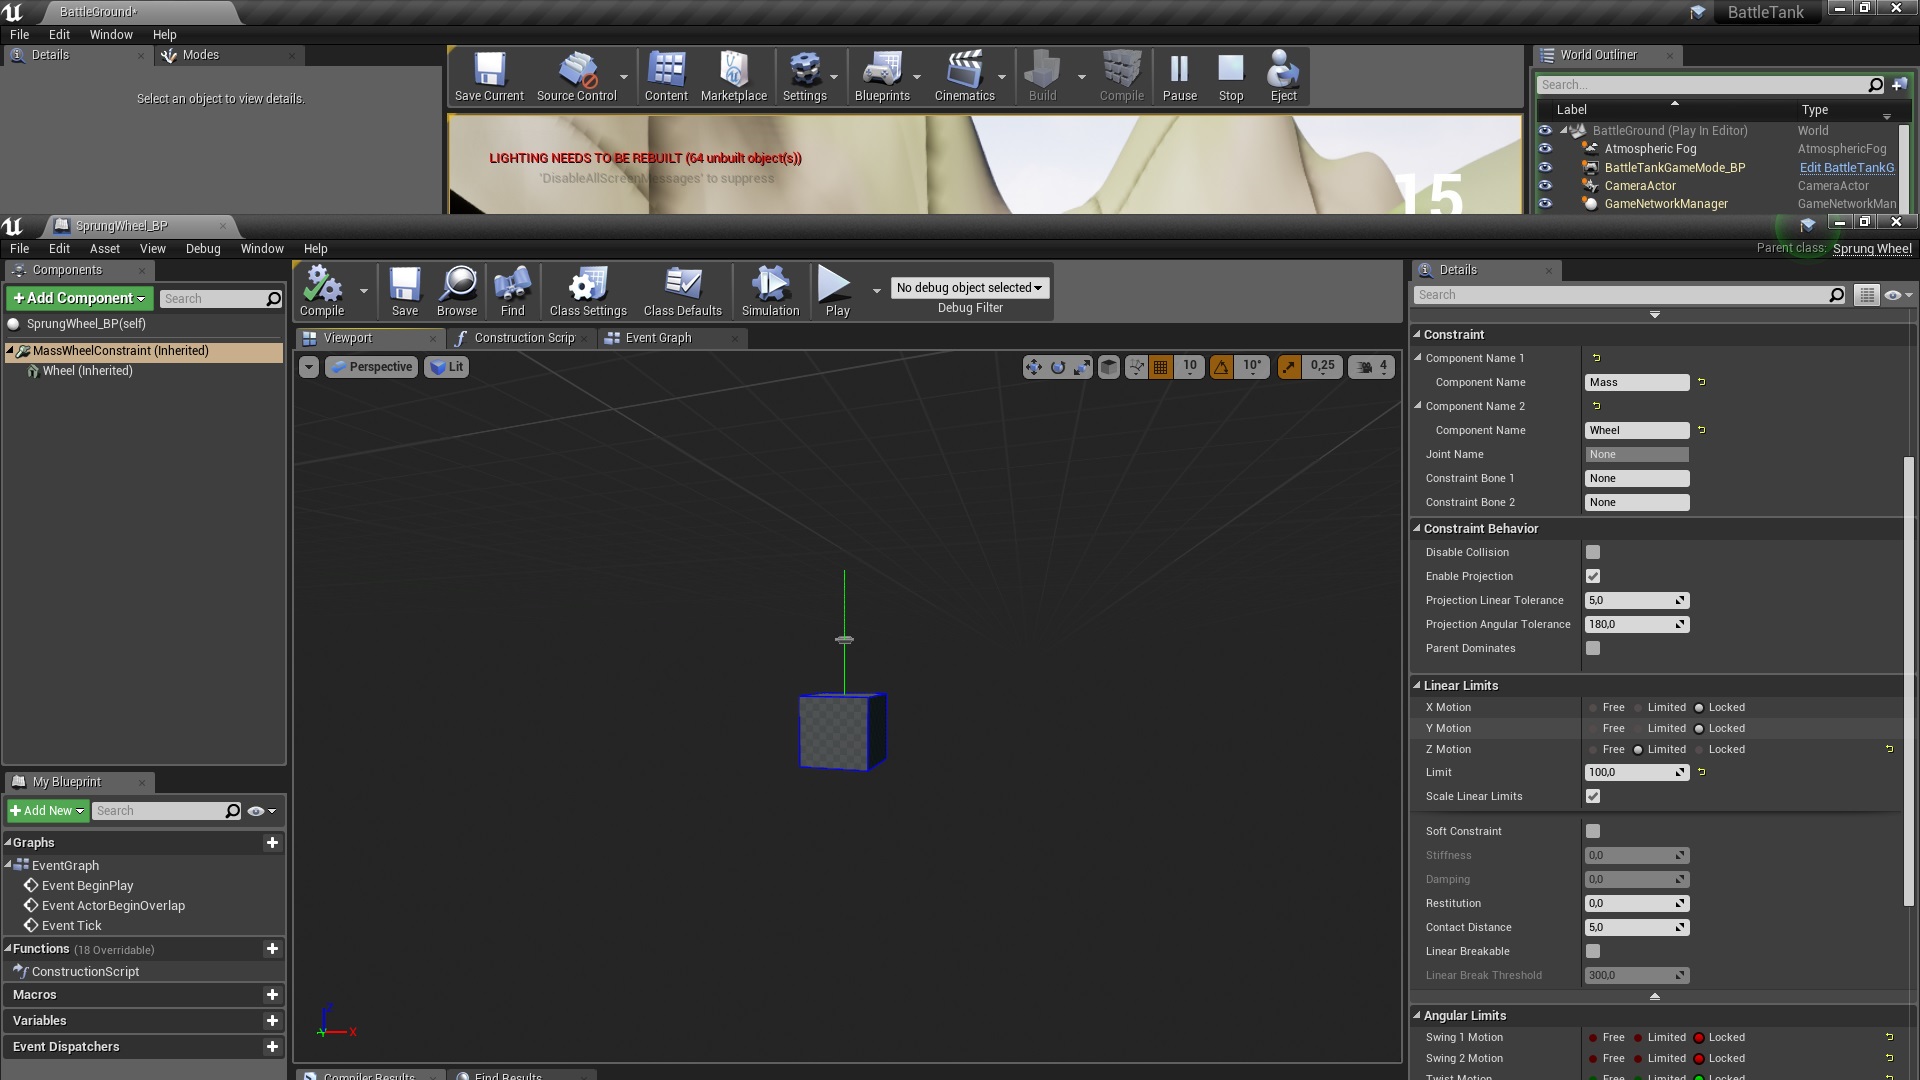 BattleGround*
BattleTank
File Edit Window Help
Details
Modes
Select an object to view details.
Save Current
Source Control
Content
Marketplace
Settings
Blueprints
Cinematics
Build
Compile
Pause
Stop
Eject
LIGHTING NEEDS TO BE REBUILT (64 unbuilt object(s))
'DisableAllScreenMessages' to suppress
15
World Outliner
Search...
Label Type
BattleGround (Play In Editor) World
Atmospheric Fog AtmosphericFog
BattleTankGameMode_BP Edit BattleTankG
CameraActor CameraActor
GameNetworkManager GameNetworkMan
SprungWheel_BP
File Edit Asset View Debug Window Help
Parent class: Sprung Wheel
Components
+Add Component
Search
SprungWheel_BP(self)
MassWheelConstraint (Inherited)
Wheel (Inherited)
Compile
Save
Browse
Find
Class Settings
Class Defaults
Simulation
Play
No debug object selected
Debug Filter
Viewport
Construction Scrip
Event Graph
Perspective
Lit
10
10°
0,25
4
X
My Blueprint
+Add New
Search
Graphs
EventGraph
Event BeginPlay
Event ActorBeginOverlap
Event Tick
Functions (18 Overridable)
ConstructionScript
Macros
Variables
Event Dispatchers
Compiler Results
Find Results
Details
Search
Constraint
Component Name 1
Component Name Mass
Component Name 2
Component Name Wheel
Joint Name None
Constraint Bone 1 None
Constraint Bone 2 None
Constraint Behavior
Disable Collision
Enable Projection
Projection Linear Tolerance 5,0
Projection Angular Tolerance 180,0
Parent Dominates
Linear Limits
X Motion Free Limited Locked
Y Motion Free Limited Locked
Z Motion Free Limited Locked
Limit 100,0
Scale Linear Limits
Soft Constraint
Stiffness 0,0
Damping 0,0
Restitution 0,0
Contact Distance 5,0
Linear Breakable
Linear Break Threshold 300,0
Angular Limits
Swing 1 Motion Free Limited Locked
Swing 2 Motion Free Limited Locked
Twist Motion Free Limited Locked